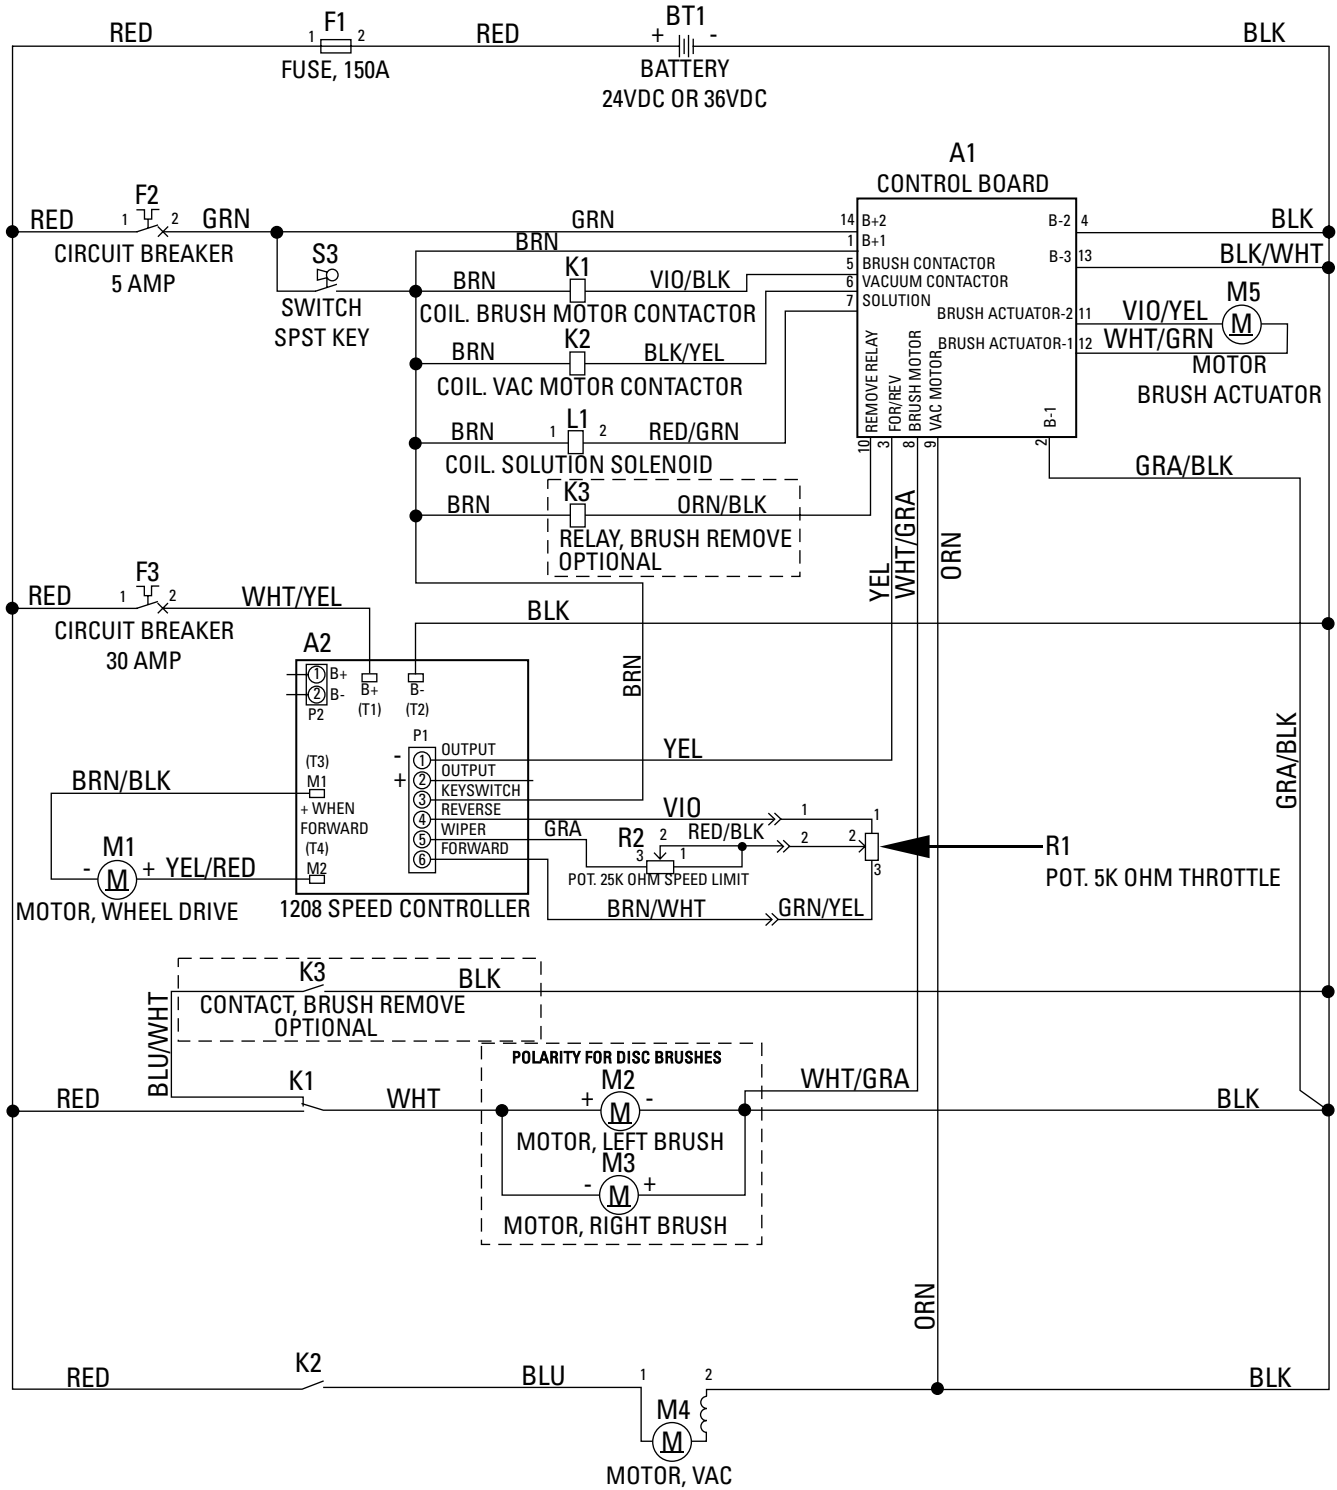 RED
F1
1 2
FUSE, 150A
RED
BT1
+ -
BATTERY
24VDC OR 36VDC
BLK
A1
CONTROL BOARD
RED
F2
1 2
GRN
CIRCUIT BREAKER
5 AMP
S3
SWITCH
SPST KEY
GRN
BRN
14 B+2
1 B+1
5 BRUSH CONTACTOR
6 VACUUM CONTACTOR
7 SOLUTION
B-2 4
B-3 13
BRUSH ACTUATOR-2 11
BRUSH ACTUATOR-1 12
REMOVE RELAY
FOR/REV
BRUSH MOTOR
VAC MOTOR
B-1
10
3
8
9
2
BLK
BLK/WHT
VIO/YEL
WHT/GRN
M5
M
MOTOR
BRUSH ACTUATOR
BRN
K1
VIO/BLK
COIL. BRUSH MOTOR CONTACTOR
BRN
K2
BLK/YEL
COIL. VAC MOTOR CONTACTOR
BRN
1 L1 2
RED/GRN
COIL. SOLUTION SOLENOID
GRA/BLK
BRN
K3
ORN/BLK
RELAY, BRUSH REMOVE
OPTIONAL
YEL
WHT/GRA
ORN
RED
F3
1 2
WHT/YEL
CIRCUIT BREAKER
30 AMP
BLK
BRN
GRA/BLK
A2
1 B+
2 B-
P2
B+
(T1)
B-
(T2)
P1
- 1 OUTPUT
+ 2 OUTPUT
3 KEYSWITCH
4 REVERSE
5 WIPER
6 FORWARD
(T3)
M1
+ WHEN
FORWARD
(T4)
M2
1208 SPEED CONTROLLER
YEL
BRN/BLK
M1
- M +
YEL/RED
MOTOR, WHEEL DRIVE
VIO
1
1
GRA
R2
2
3
1
RED/BLK
2
2
POT. 25K OHM SPEED LIMIT
3
R1
POT. 5K OHM THROTTLE
BRN/WHT
GRN/YEL
K3
BLK
CONTACT, BRUSH REMOVE
OPTIONAL
BLU/WHT
POLARITY FOR DISC BRUSHES
RED
K1
WHT
M2
+ M -
MOTOR, LEFT BRUSH
M3
- M +
MOTOR, RIGHT BRUSH
WHT/GRA
BLK
ORN
RED
K2
BLU
1 2
M4
M
MOTOR, VAC
BLK